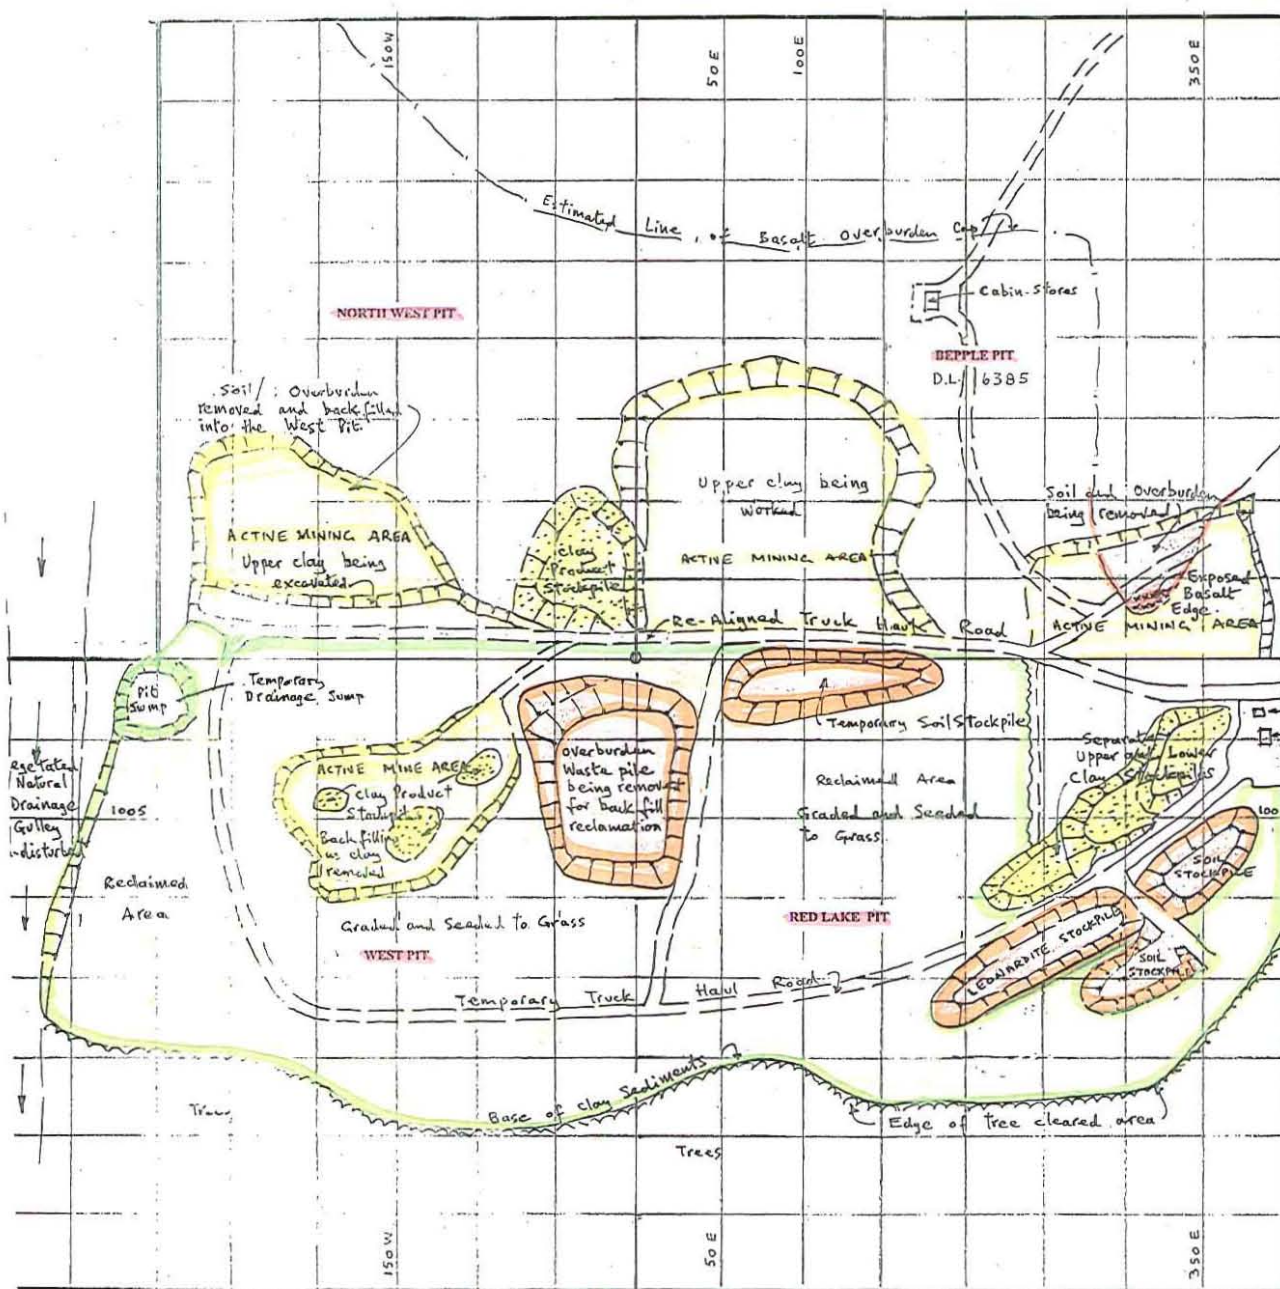 150W
50E
100E
350E
Estimated Line of Basalt Overburden Cap
Cabin-Stores
NORTH WEST PIT
BEPPLE PIT
D.L. 6385
Soil / Overburden
removed and back filled
into the West Pit
Upper clay being
worked
Soil and Overburden
being removed
ACTIVE MINING AREA
Upper clay being
excavated
Clay
Product
Stockpile
ACTIVE MINING AREA
Exposed
Basalt
Edge
ACTIVE MINING AREA
Re-Aligned Truck Haul Road
Pit
Sump
Temporary
Drainage Sump
Temporary Soil Stockpile
Separate
Upper and Lower
Clay Stockpiles
egetated
Natural
Drainage
Gulley
ndisturbed
100S
ACTIVE MINE AREA
Clay Product
Stockpile
Back filling
as clay
removed
Overburden
Waste pile
being removed
for back fill
reclamation
Reclaimed Area
Graded and Seeded
to Grass
100
Reclaimed
Area
SOIL
STOCKPILE
Graded and Seeded to Grass
WEST PIT
RED LAKE PIT
LEONARDITE STOCKPILE
SOIL
STOCKPILE
Temporary Truck Haul Road
Base of clay Sediments
Trees
Edge of tree cleared area
Trees
150W
50E
350E